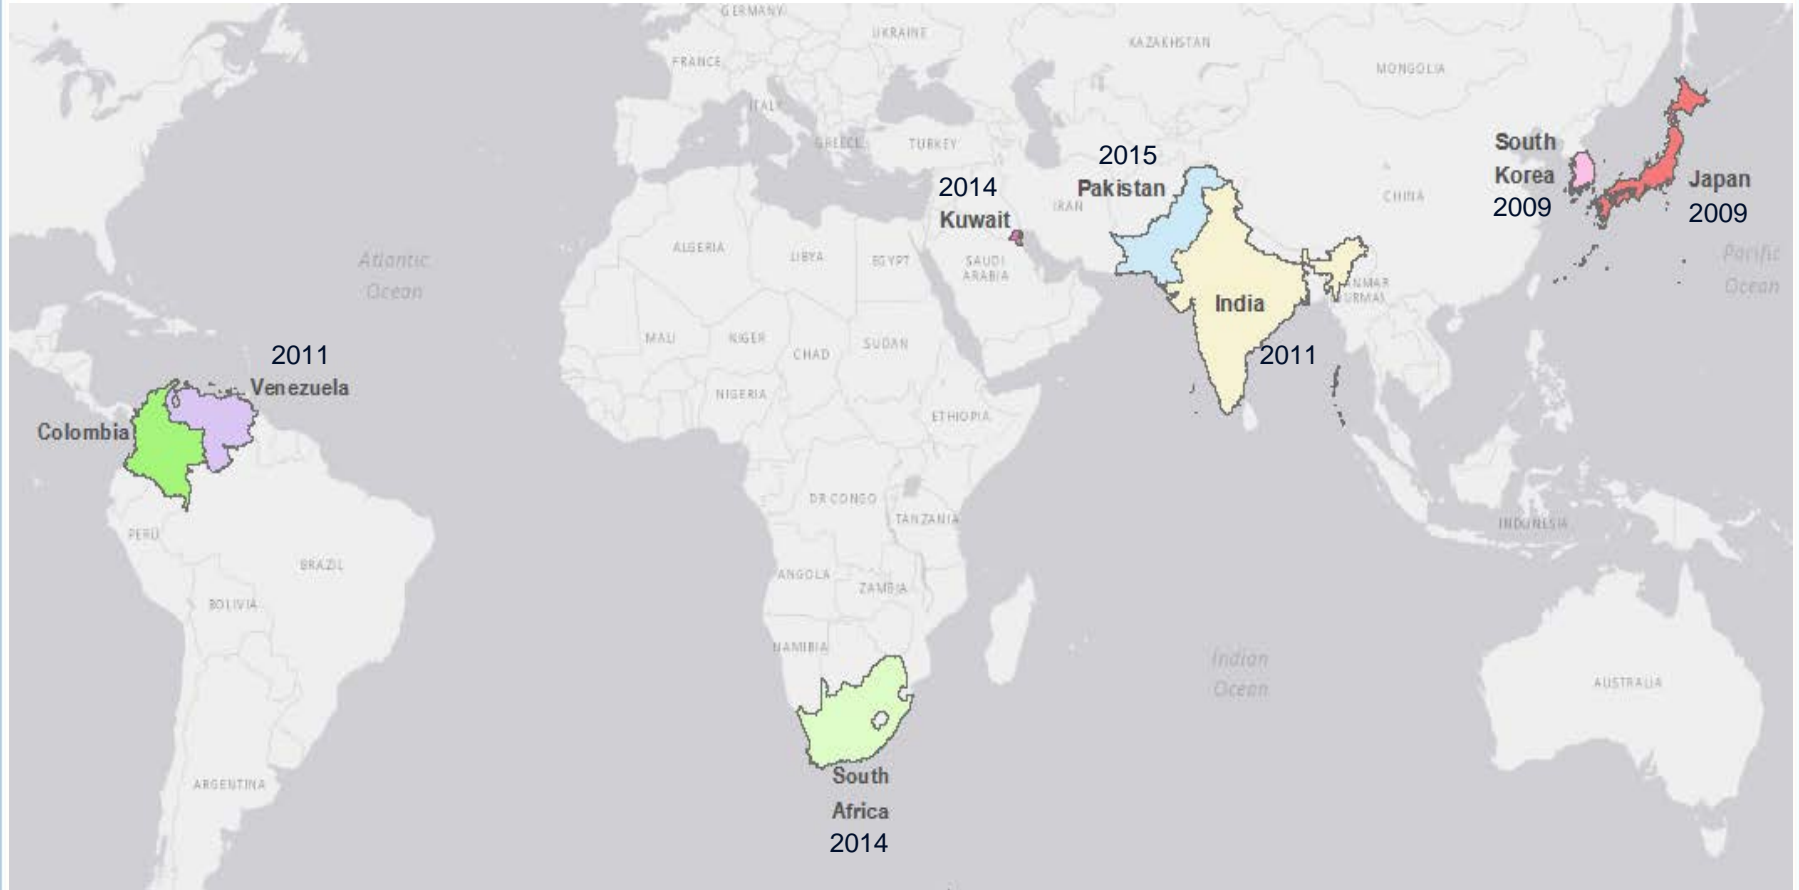 GERMANY
UKRAINE
KAZAKHSTAN
FRANCE
MONGOLIA
ITALY
GREECE
TURKEY
South
Korea
2009
Japan
2009
2015
Pakistan
2014
Kuwait
IRAN
CHINA
ALGERIA
LIBYA
EGYPT
SAUDI
ARABIA
Atlantic
Ocean
Pacific
Ocean
India
2011
MALI
NIGER
CHAD
SUDAN
2011
Venezuela
NIGERIA
ETHIOPIA
Colombia
DR CONGO
TANZANIA
INDONESIA
PERU
BRAZIL
ANGOLA
ZAMBIA
BOLIVIA
NAMIBIA
Indian
Ocean
AUSTRALIA
ARGENTINA
South
Africa
2014